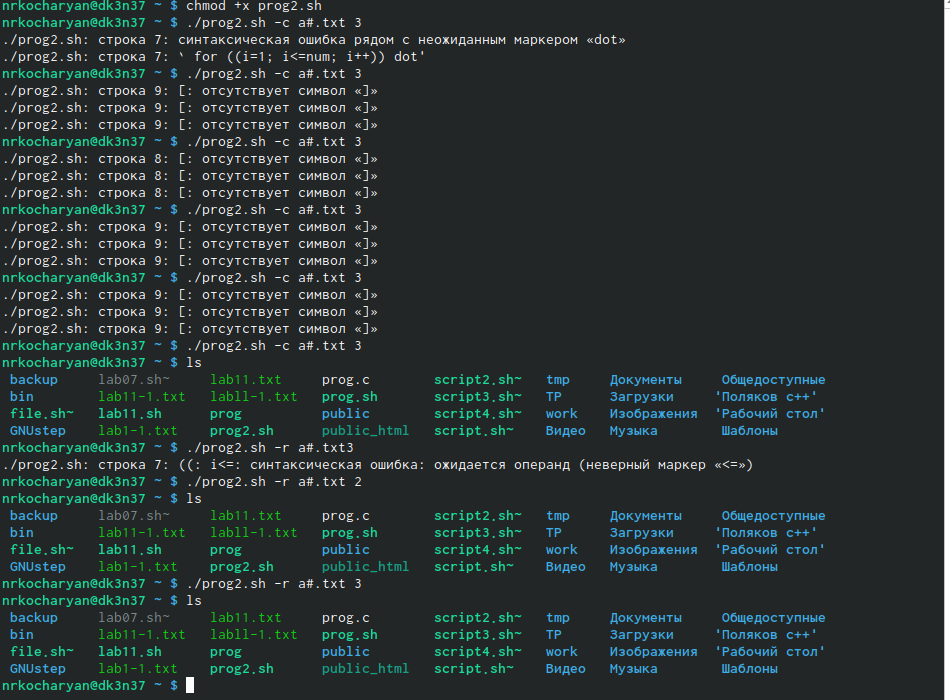 nrkocharyan@dk3n37 ~ $ chmod +x prog2.sh
nrkocharyan@dk3n37 ~ $ ./prog2.sh -c a#.txt 3
./prog2.sh: строка 7: синтаксическая ошибка рядом с неожиданным маркером «dot»
./prog2.sh: строка 7: ` for ((i=1; i<=num; i++)) dot'
nrkocharyan@dk3n37 ~ $ ./prog2.sh -c a#.txt 3
./prog2.sh: строка 9: [: отсутствует символ «]»
./prog2.sh: строка 9: [: отсутствует символ «]»
./prog2.sh: строка 9: [: отсутствует символ «]»
nrkocharyan@dk3n37 ~ $ ./prog2.sh -c a#.txt 3
./prog2.sh: строка 8: [: отсутствует символ «]»
./prog2.sh: строка 8: [: отсутствует символ «]»
./prog2.sh: строка 8: [: отсутствует символ «]»
nrkocharyan@dk3n37 ~ $ ./prog2.sh -c a#.txt 3
./prog2.sh: строка 9: [: отсутствует символ «]»
./prog2.sh: строка 9: [: отсутствует символ «]»
./prog2.sh: строка 9: [: отсутствует символ «]»
nrkocharyan@dk3n37 ~ $ ./prog2.sh -c a#.txt 3
./prog2.sh: строка 9: [: отсутствует символ «]»
./prog2.sh: строка 9: [: отсутствует символ «]»
./prog2.sh: строка 9: [: отсутствует символ «]»
nrkocharyan@dk3n37 ~ $ ./prog2.sh -c a#.txt 3
nrkocharyan@dk3n37 ~ $ ls
backup lab07.sh~ lab11.txt prog.c script2.sh~ tmp Документы Общедоступные
bin lab11-1.txt labll-1.txt prog.sh script3.sh~ TP Загрузки 'Поляков с++'
file.sh~ lab11.sh prog public script4.sh~ work Изображения 'Рабочий стол'
GNUstep lab1-1.txt prog2.sh public_html script.sh~ Видео Музыка Шаблоны
nrkocharyan@dk3n37 ~ $ ./prog2.sh -r a#.txt3
./prog2.sh: строка 7: ((: i<=: синтаксическая ошибка: ожидается операнд (неверный маркер «<=»)
nrkocharyan@dk3n37 ~ $ ./prog2.sh -r a#.txt 2
nrkocharyan@dk3n37 ~ $ ls
backup lab07.sh~ lab11.txt prog.c script2.sh~ tmp Документы Общедоступные
bin lab11-1.txt labll-1.txt prog.sh script3.sh~ TP Загрузки 'Поляков с++'
file.sh~ lab11.sh prog public script4.sh~ work Изображения 'Рабочий стол'
GNUstep lab1-1.txt prog2.sh public_html script.sh~ Видео Музыка Шаблоны
nrkocharyan@dk3n37 ~ $ ./prog2.sh -r a#.txt 3
nrkocharyan@dk3n37 ~ $ ls
backup lab07.sh~ lab11.txt prog.c script2.sh~ tmp Документы Общедоступные
bin lab11-1.txt labll-1.txt prog.sh script3.sh~ TP Загрузки 'Поляков с++'
file.sh~ lab11.sh prog public script4.sh~ work Изображения 'Рабочий стол'
GNUstep lab1-1.txt prog2.sh public_html script.sh~ Видео Музыка Шаблоны
nrkocharyan@dk3n37 ~ $